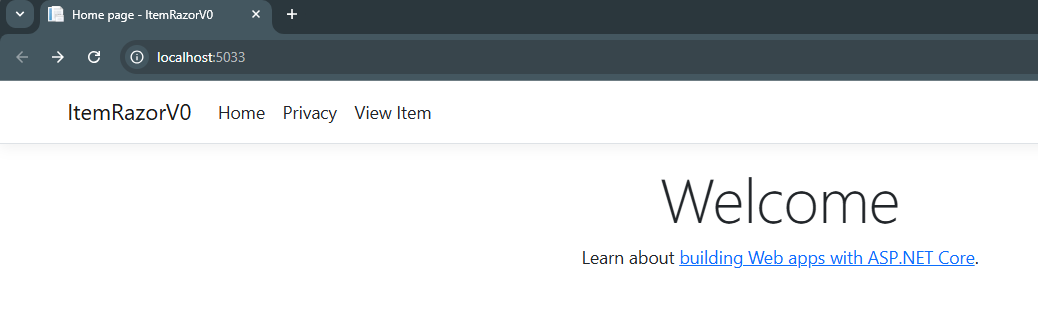 Home page - ItemRazorV0
localhost:5033
ItemRazorV0 Home Privacy View Item
Welcome
Learn about building Web apps with ASP.NET Core.